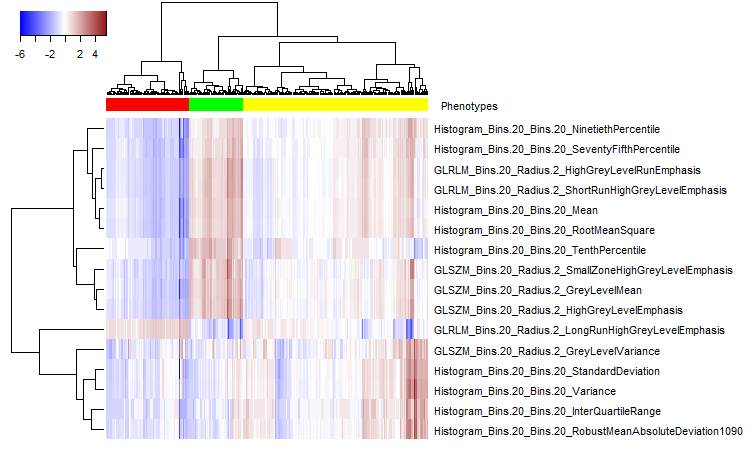 -6 -2 2 4
Phenotypes
Histogram_Bins.20_Bins.20_NinetiethPercentile
Histogram_Bins.20_Bins.20_SeventyFifthPercentile
GLRLM_Bins.20_Radius.2_HighGreyLevelRunEmphasis
GLRLM_Bins.20_Radius.2_ShortRunHighGreyLevelEmphasis
Histogram_Bins.20_Bins.20_Mean
Histogram_Bins.20_Bins.20_RootMeanSquare
Histogram_Bins.20_Bins.20_TenthPercentile
GLSZM_Bins.20_Radius.2_SmallZoneHighGreyLevelEmphasis
GLSZM_Bins.20_Radius.2_GreyLevelMean
GLSZM_Bins.20_Radius.2_HighGreyLevelEmphasis
GLRLM_Bins.20_Radius.2_LongRunHighGreyLevelEmphasis
GLSZM_Bins.20_Radius.2_GreyLevelVariance
Histogram_Bins.20_Bins.20_StandardDeviation
Histogram_Bins.20_Bins.20_Variance
Histogram_Bins.20_Bins.20_InterQuartileRange
Histogram_Bins.20_Bins.20_RobustMeanAbsoluteDeviation1090